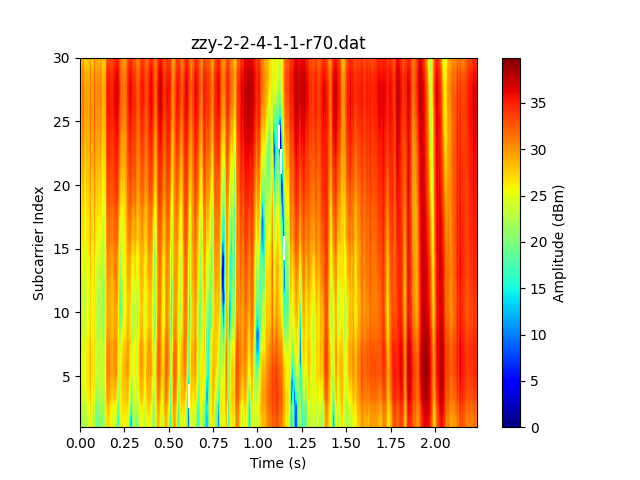 zzy-2-2-4-1-1-r70.dat
30
25
20
15
10
5
Subcarrier Index
0.00 0.25 0.50 0.75 1.00 1.25 1.50 1.75 2.00
Time (s)
35
30
25
20
15
10
5
0
Amplitude (dBm)